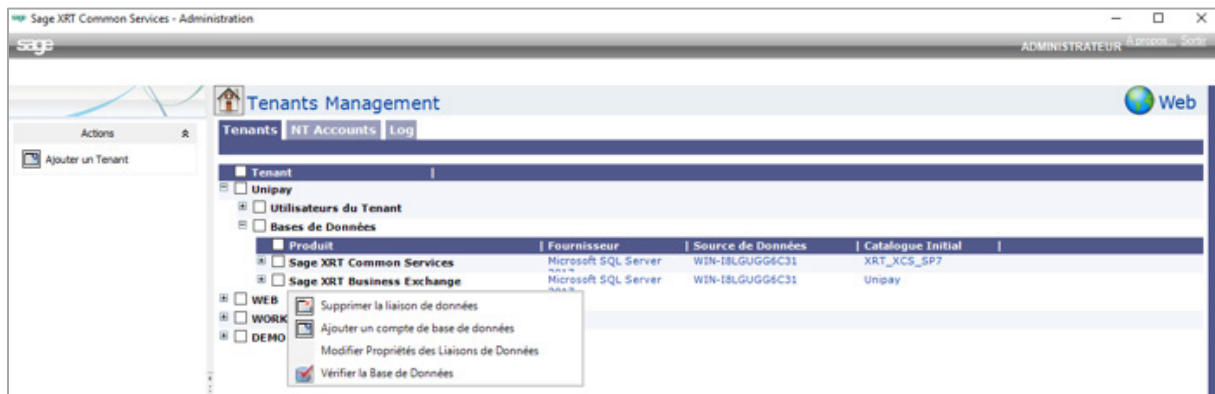 Sage XRT Common Services - Administration
sage
ADMINISTRATEUR A propos... Sortir
Tenants Management
Web
Actions
Tenants NT Accounts Log
Ajouter un Tenant
Tenant
Unipay
Utilisateurs du Tenant
Bases de Données
Produit Fournisseur Source de Données Catalogue Initial
Sage XRT Common Services Microsoft SQL Server WIN-I8LGUGG6C31 XRT_XCS_SP7
Sage XRT Business Exchange Microsoft SQL Server WIN-I8LGUGG6C31 Unipay
WEB
Supprimer la liaison de données
WORK
Ajouter un compte de base de données
DEMO
Modifier Propriétés des Liaisons de Données
Vérifier la Base de Données